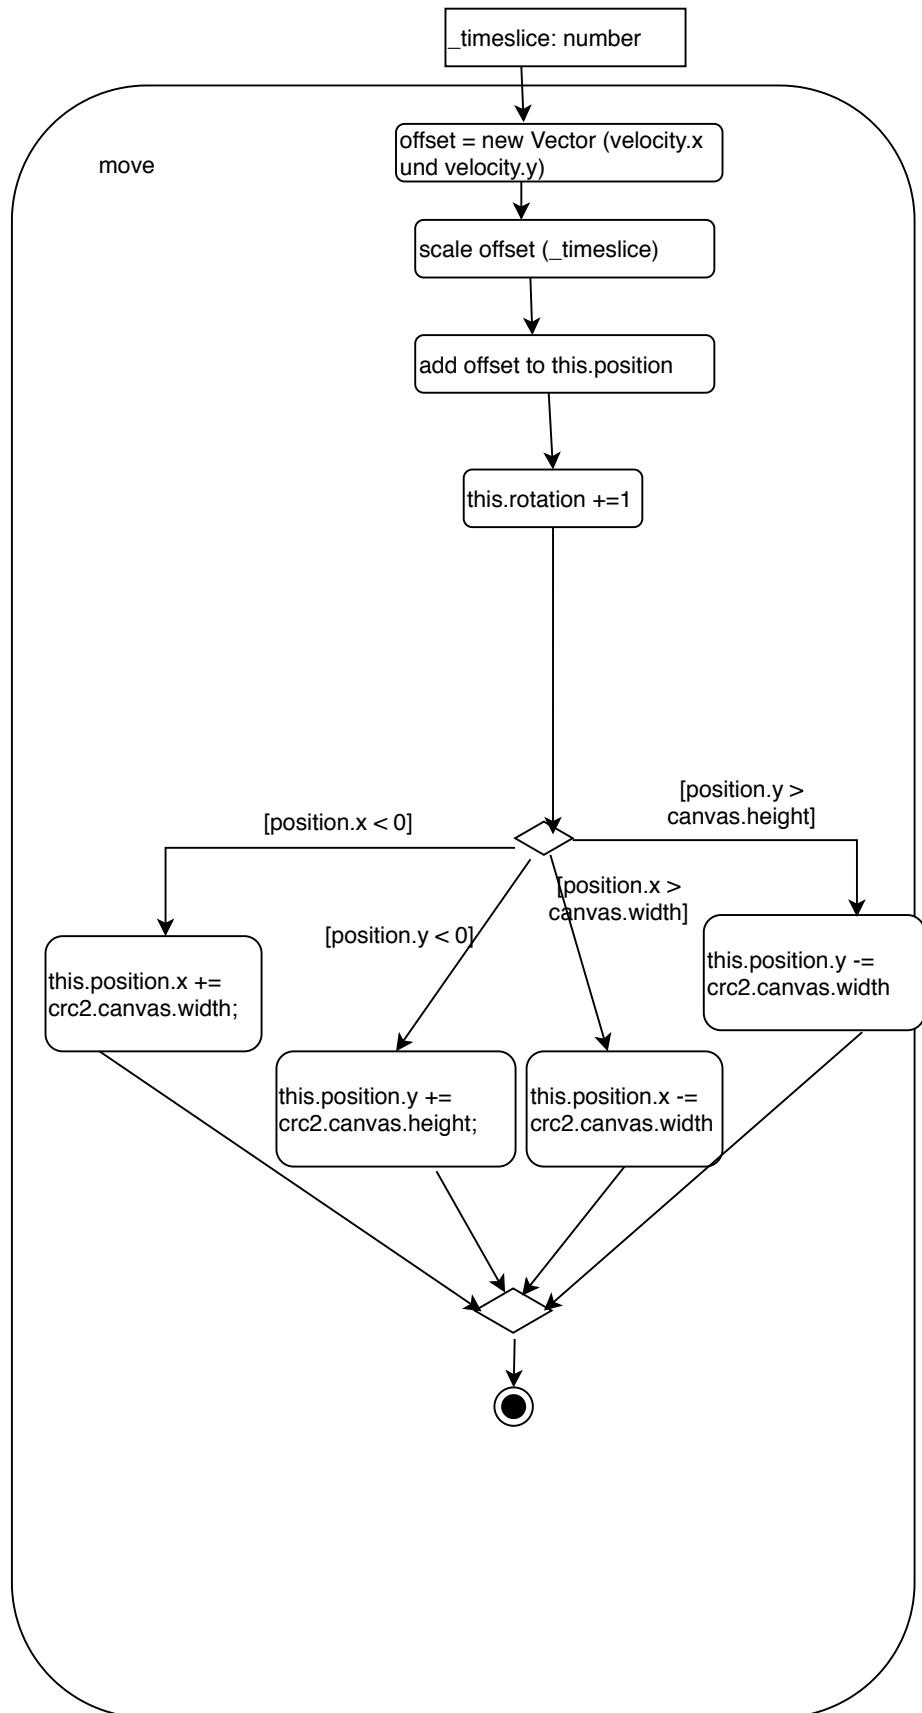 _timeslice: number
move
offset = new Vector (velocity.x
und velocity.y)
scale offset (_timeslice)
add offset to this.position
this.rotation +=1
[position.x < 0]
[position.y >
canvas.height]
[position.y < 0]
[position.x >
canvas.width]
this.position.x +=
crc2.canvas.width;
this.position.y -=
crc2.canvas.width
this.position.y +=
crc2.canvas.height;
this.position.x -=
crc2.canvas.width